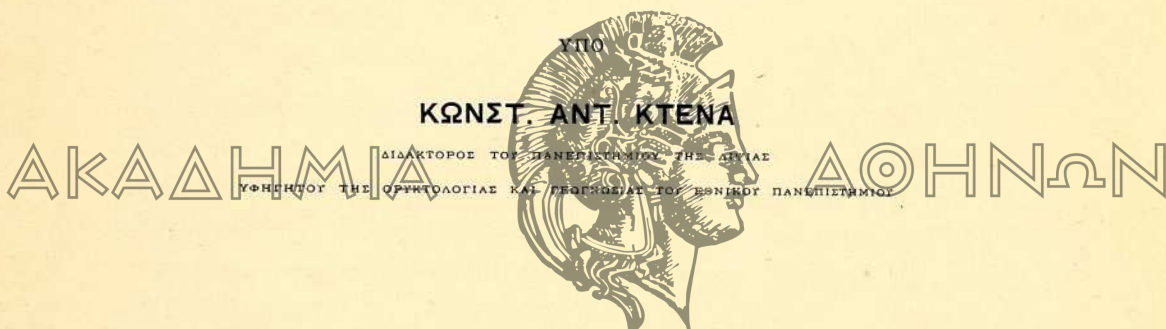 ΥΠΟ
ΚΩΝΣΤ. ΑΝΤ. ΚΤΕΝΑ
ΔΙΔΑΚΤΟΡΟΣ ΤΟΥ ΠΑΝΕΠΙΣΤΗΜΙΟΥ ΤΗΣ ΛΙΨΙΑΣ
ΥΦΗΓΗΤΟΥ ΤΗΣ ΟΡΥΚΤΟΛΟΓΙΑΣ ΚΑΙ ΓΕΩΓΝΩΣΙΑΣ ΤΟΥ ΕΘΝΙΚΟΥ ΠΑΝΕΠΙΣΤΗΜΙΟΥ
ΑΚΑΔΗΜΙΑ ΑΘΗΝΩΝ